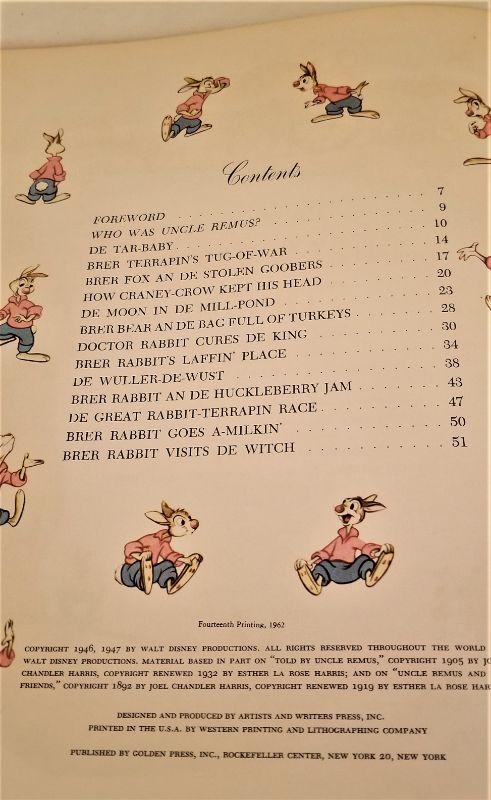 Contents
FOREWORD . . . . . . . . . . . . . . . . . . . . 7
WHO WAS UNCLE REMUS? . . . . . . . . . . . . . . 9
DE TAR-BABY . . . . . . . . . . . . . . . . . . . 10
BRER TERRAPIN'S TUG-OF-WAR . . . . . . . . . . . 14
BRER FOX AN DE STOLEN GOOBERS . . . . . . . . . . 17
HOW CRANEY-CROW KEPT HIS HEAD . . . . . . . . . . 20
DE MOON IN DE MILL-POND . . . . . . . . . . . . . 23
BRER BEAR AN DE BAG FULL OF TURKEYS . . . . . . . 28
DOCTOR RABBIT CURES DE KING . . . . . . . . . . . 30
BRER RABBIT'S LAFFIN' PLACE . . . . . . . . . . . 34
DE WULLER-DE-WUST . . . . . . . . . . . . . . . . 38
BRER RABBIT AN DE HUCKLEBERRY JAM . . . . . . . . 43
DE GREAT RABBIT-TERRAPIN RACE . . . . . . . . . . 47
BRER RABBIT GOES A-MILKIN' . . . . . . . . . . . 50
BRER RABBIT VISITS DE WITCH . . . . . . . . . . . 51
Fourteenth Printing, 1962
COPYRIGHT 1946, 1947 BY WALT DISNEY PRODUCTIONS. ALL RIGHTS RESERVED THROUGHOUT THE WORLD
WALT DISNEY PRODUCTIONS. MATERIAL BASED IN PART ON "TOLD BY UNCLE REMUS," COPYRIGHT 1905 BY
CHANDLER HARRIS, COPYRIGHT RENEWED 1932 BY ESTHER LA ROSE HARRIS; AND ON "UNCLE REMUS AND
FRIENDS," COPYRIGHT 1892 BY JOEL CHANDLER HARRIS, COPYRIGHT RENEWED 1919 BY ESTHER LA ROSE
DESIGNED AND PRODUCED BY ARTISTS AND WRITERS PRESS, INC.
PRINTED IN THE U.S.A. BY WESTERN PRINTING AND LITHOGRAPHING COMPANY
PUBLISHED BY GOLDEN PRESS, INC., ROCKEFELLER CENTER, NEW YORK 20, NEW YORK